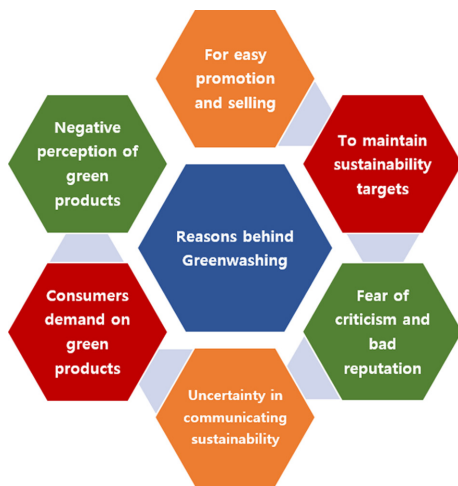 For easy
promotion
and selling
To maintain
sustainability
targets
Fear of
criticism and
bad
reputation
Uncertainty in
communicating
sustainability
Consumers
demand on
green
products
Negative
perception of
green
products
Reasons behind
Greenwashing